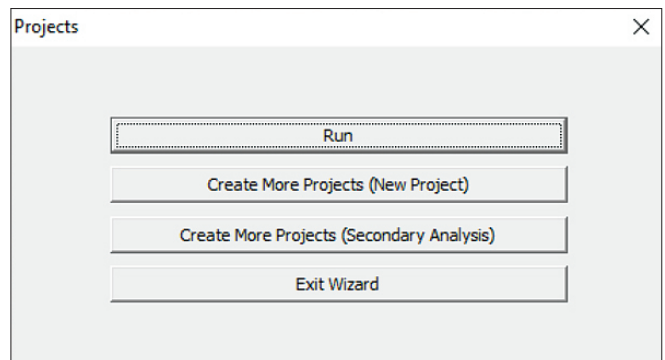 Projects
Run
Create More Projects (New Project)
Create More Projects (Secondary Analysis)
Exit Wizard